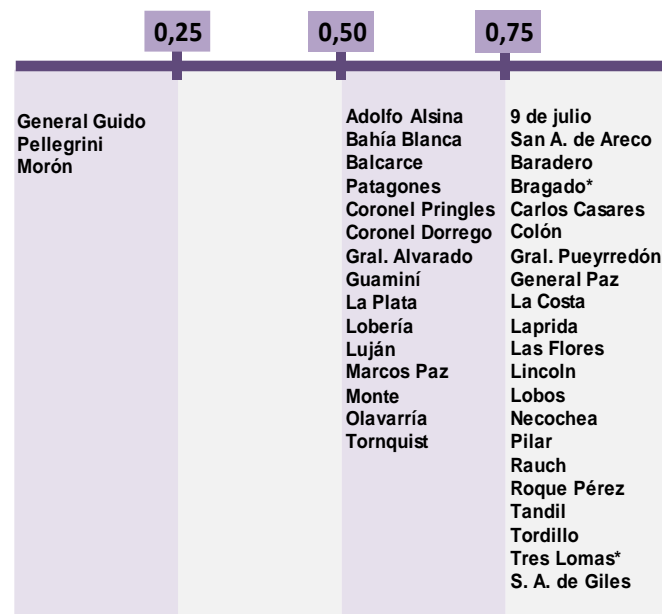 0,25
0,50
0,75
General Guido
Pellegrini
Morón
Adolfo Alsina
Bahía Blanca
Balcarce
Patagones
Coronel Pringles
Coronel Dorrego
Gral. Alvarado
Guaminí
La Plata
Lobería
Luján
Marcos Paz
Monte
Olavarría
Tornquist
9 de julio
San A. de Areco
Baradero
Bragado*
Carlos Casares
Colón
Gral. Pueyrredón
General Paz
La Costa
Laprida
Las Flores
Lincoln
Lobos
Necochea
Pilar
Rauch
Roque Pérez
Tandil
Tordillo
Tres Lomas*
S. A. de Giles